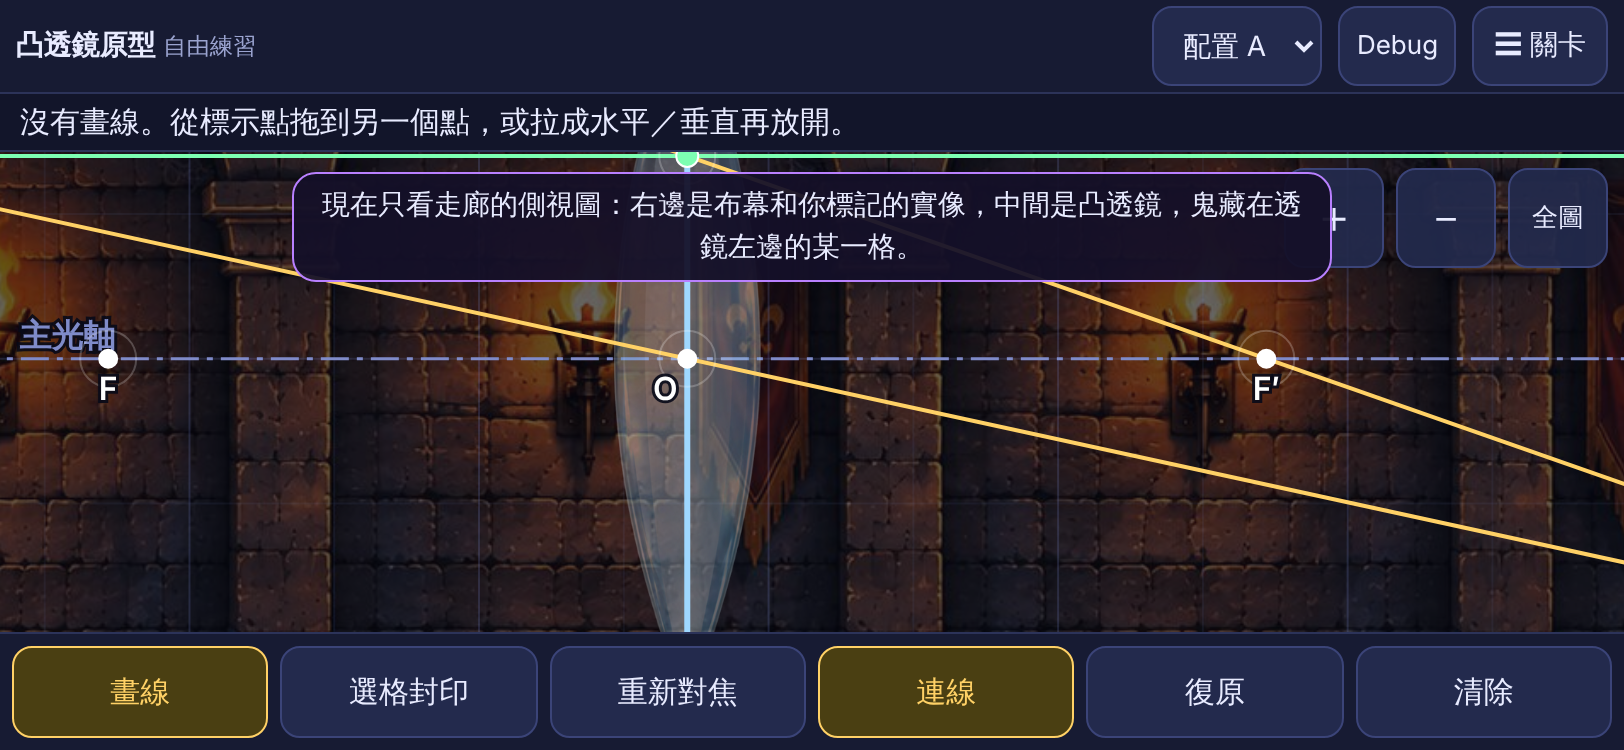 凸透鏡原型 自由練習
配置 A
Debug
☰ 關卡
沒有畫線。從標示點拖到另一個點，或拉成水平／垂直再放開。
現在只看走廊的側視圖：右邊是布幕和你標記的實像，中間是凸透鏡，鬼藏在透
鏡左邊的某一格。
+
−
全圖
主光軸
F
O
F′
畫線
選格封印
重新對焦
連線
復原
清除